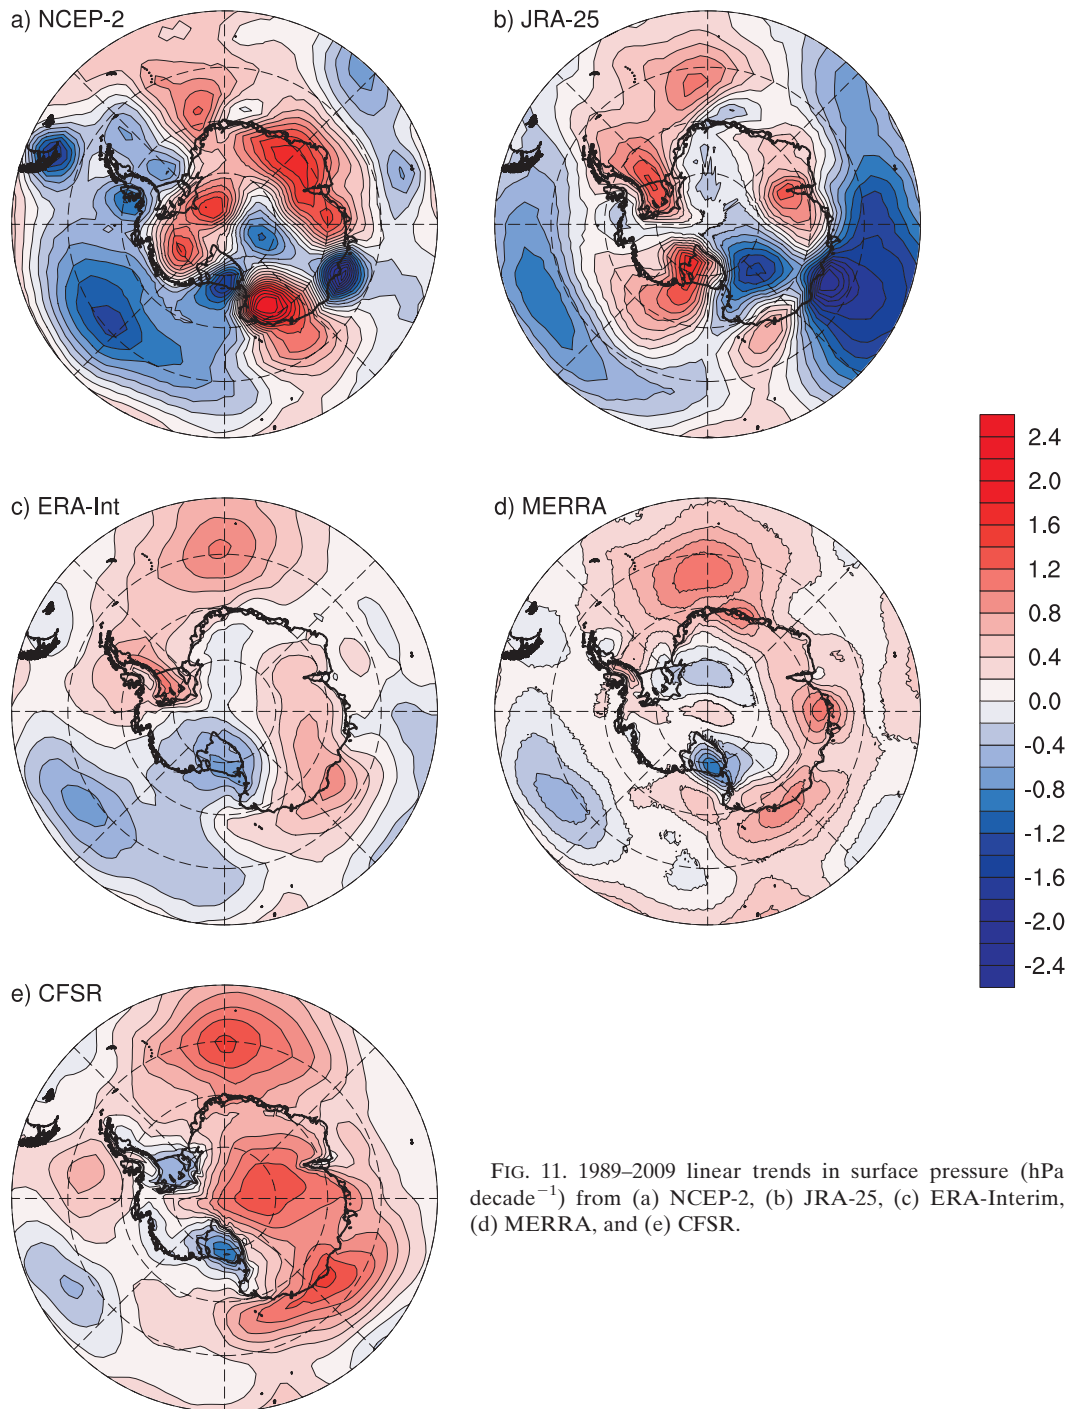 a) NCEP-2
b) JRA-25
c) ERA-Int
d) MERRA
2.4
2.0
1.6
1.2
0.8
0.4
0.0
-0.4
-0.8
-1.2
-1.6
-2.0
-2.4
e) CFSR
FIG. 11. 1989–2009 linear trends in surface pressure (hPa
decade⁻¹) from (a) NCEP-2, (b) JRA-25, (c) ERA-Interim,
(d) MERRA, and (e) CFSR.